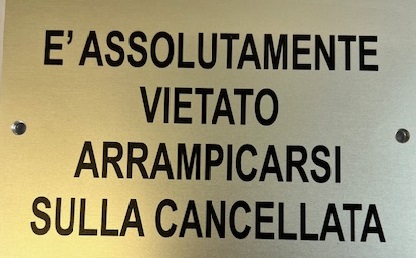 E' ASSOLUTAMENTE
VIETATO
ARRAMPICARSI
SULLA CANCELLATA